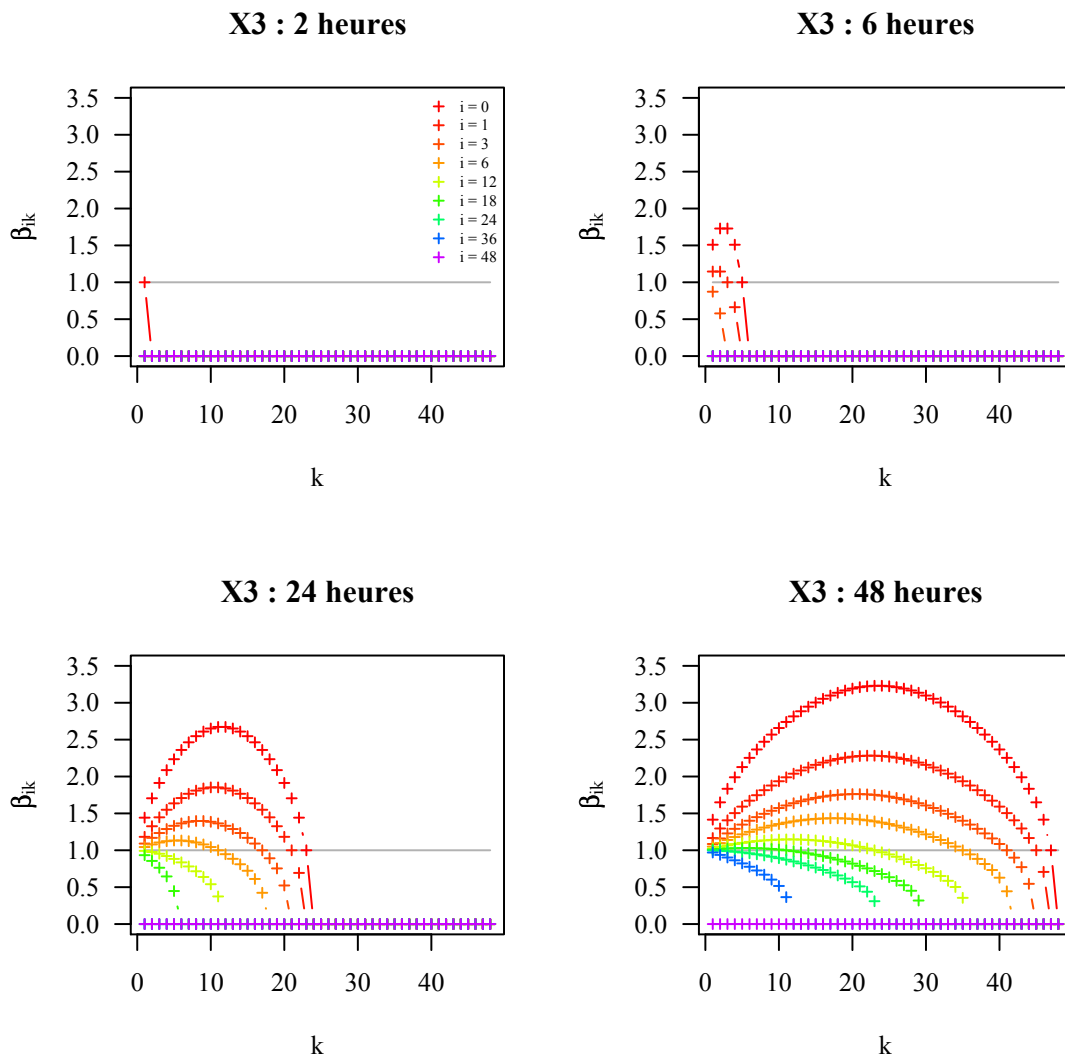 X3 : 2 heures
3.5
3.0
2.5
2.0
1.5
1.0
0.5
0.0
βik
i = 0
i = 1
i = 3
i = 6
i = 12
i = 18
i = 24
i = 36
i = 48
0 10 20 30 40
k
X3 : 6 heures
3.5
3.0
2.5
2.0
1.5
1.0
0.5
0.0
βik
0 10 20 30 40
k
X3 : 24 heures
3.5
3.0
2.5
2.0
1.5
1.0
0.5
0.0
βik
0 10 20 30 40
k
X3 : 48 heures
3.5
3.0
2.5
2.0
1.5
1.0
0.5
0.0
βik
0 10 20 30 40
k